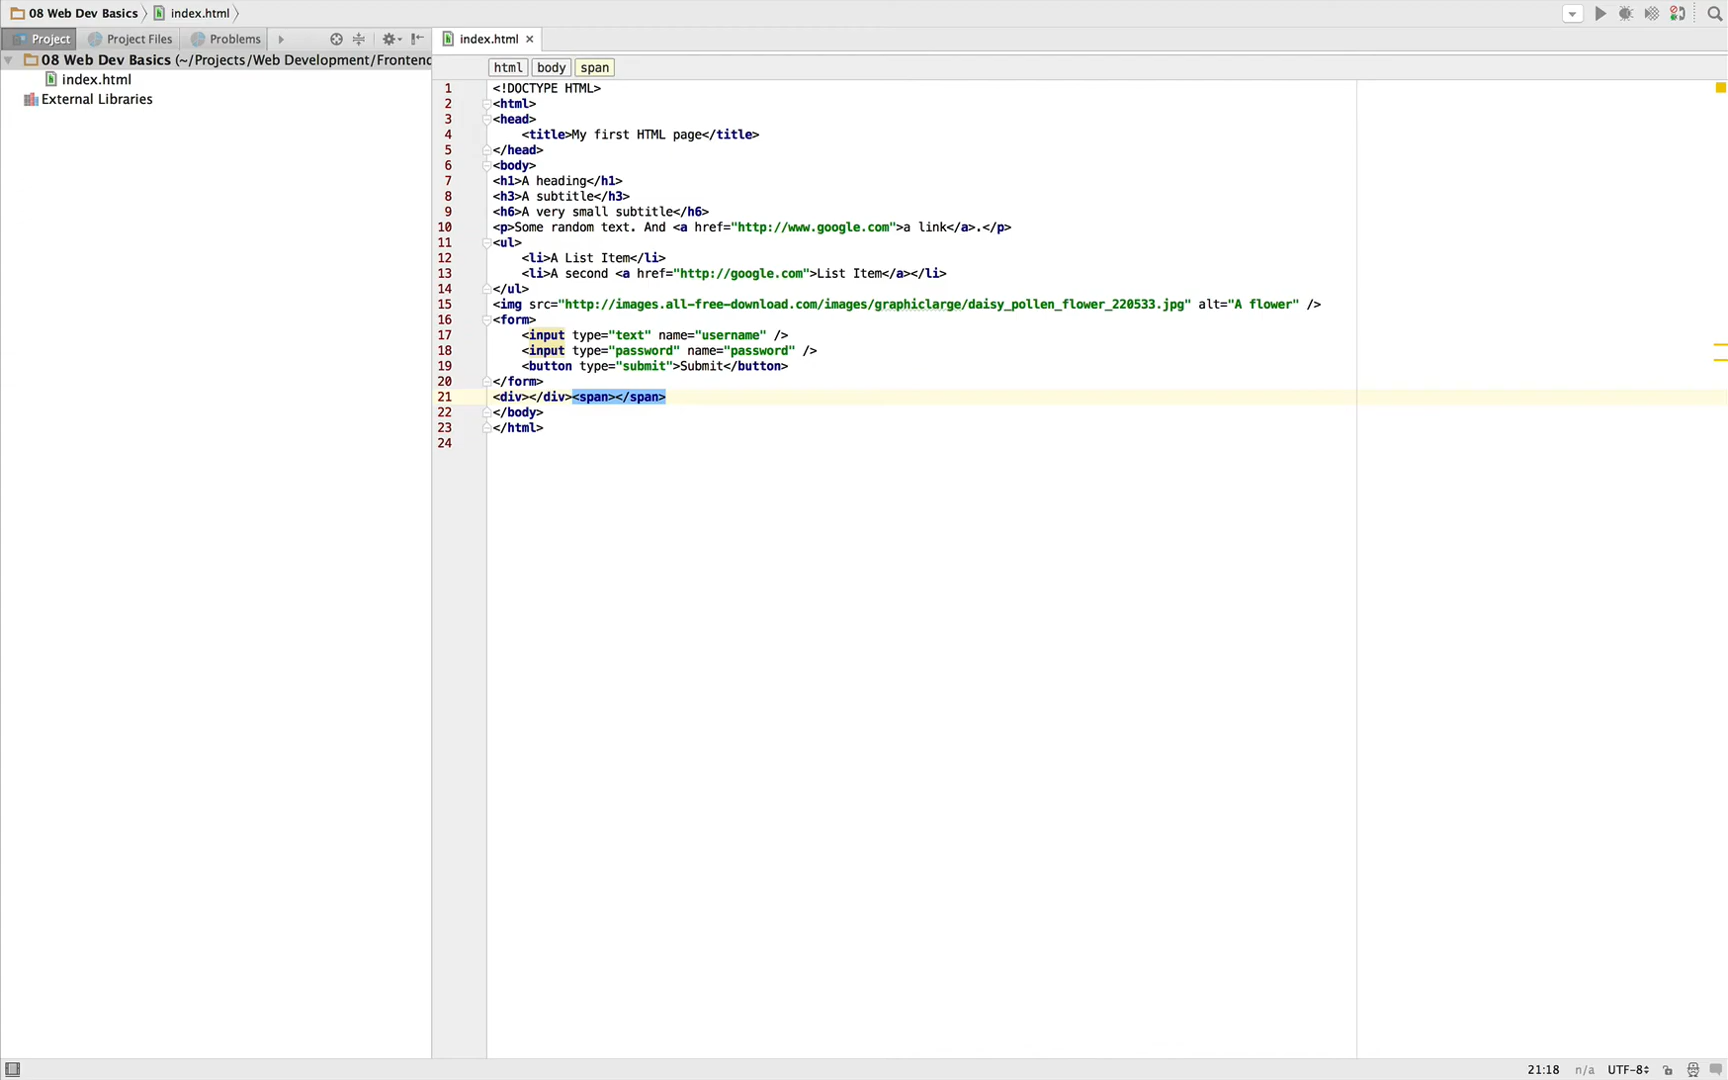 08 Web Dev Basics index.html
Project Project Files Problems
index.html
08 Web Dev Basics (~/Projects/Web Development/Frontend
index.html
External Libraries
html body span
1 <!DOCTYPE HTML>
2 <html>
3 <head>
4 <title>My first HTML page</title>
5 </head>
6 <body>
7 <h1>A heading</h1>
8 <h3>A subtitle</h3>
9 <h6>A very small subtitle</h6>
10 <p>Some random text. And <a href="http://www.google.com">a link</a>.</p>
11 <ul>
12 <li>A List Item</li>
13 <li>A second <a href="http://google.com">List Item</a></li>
14 </ul>
15 <img src="http://images.all-free-download.com/images/graphiclarge/daisy_pollen_flower_220533.jpg" alt="A flower" />
16 <form>
17 <input type="text" name="username" />
18 <input type="password" name="password" />
19 <button type="submit">Submit</button>
20 </form>
21 <div></div><span></span>
22 </body>
23 </html>
24
21:18 n/a UTF-8